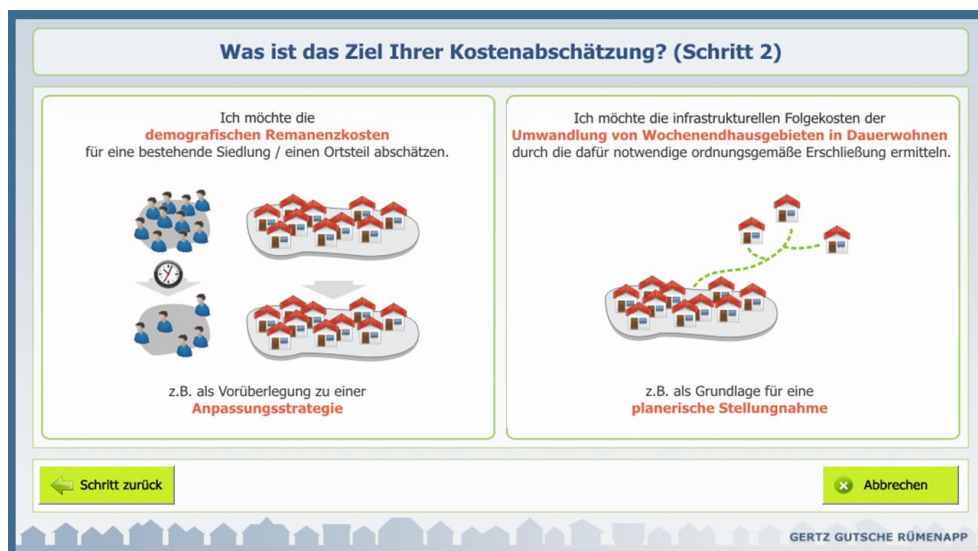 Was ist das Ziel Ihrer Kostenabschätzung? (Schritt 2)
Ich möchte die
demografischen Remanenzkosten
für eine bestehende Siedlung / einen Ortsteil abschätzen.
z.B. als Vorüberlegung zu einer
Anpassungsstrategie
Ich möchte die infrastrukturellen Folgekosten der
Umwandlung von Wochenendhausgebieten in Dauerwohnen
durch die dafür notwendige ordnungsgemäße Erschließung ermitteln.
z.B. als Grundlage für eine
planerische Stellungnahme
Schritt zurück
Abbrechen
GERTZ GUTSCHE RÜMENAPP